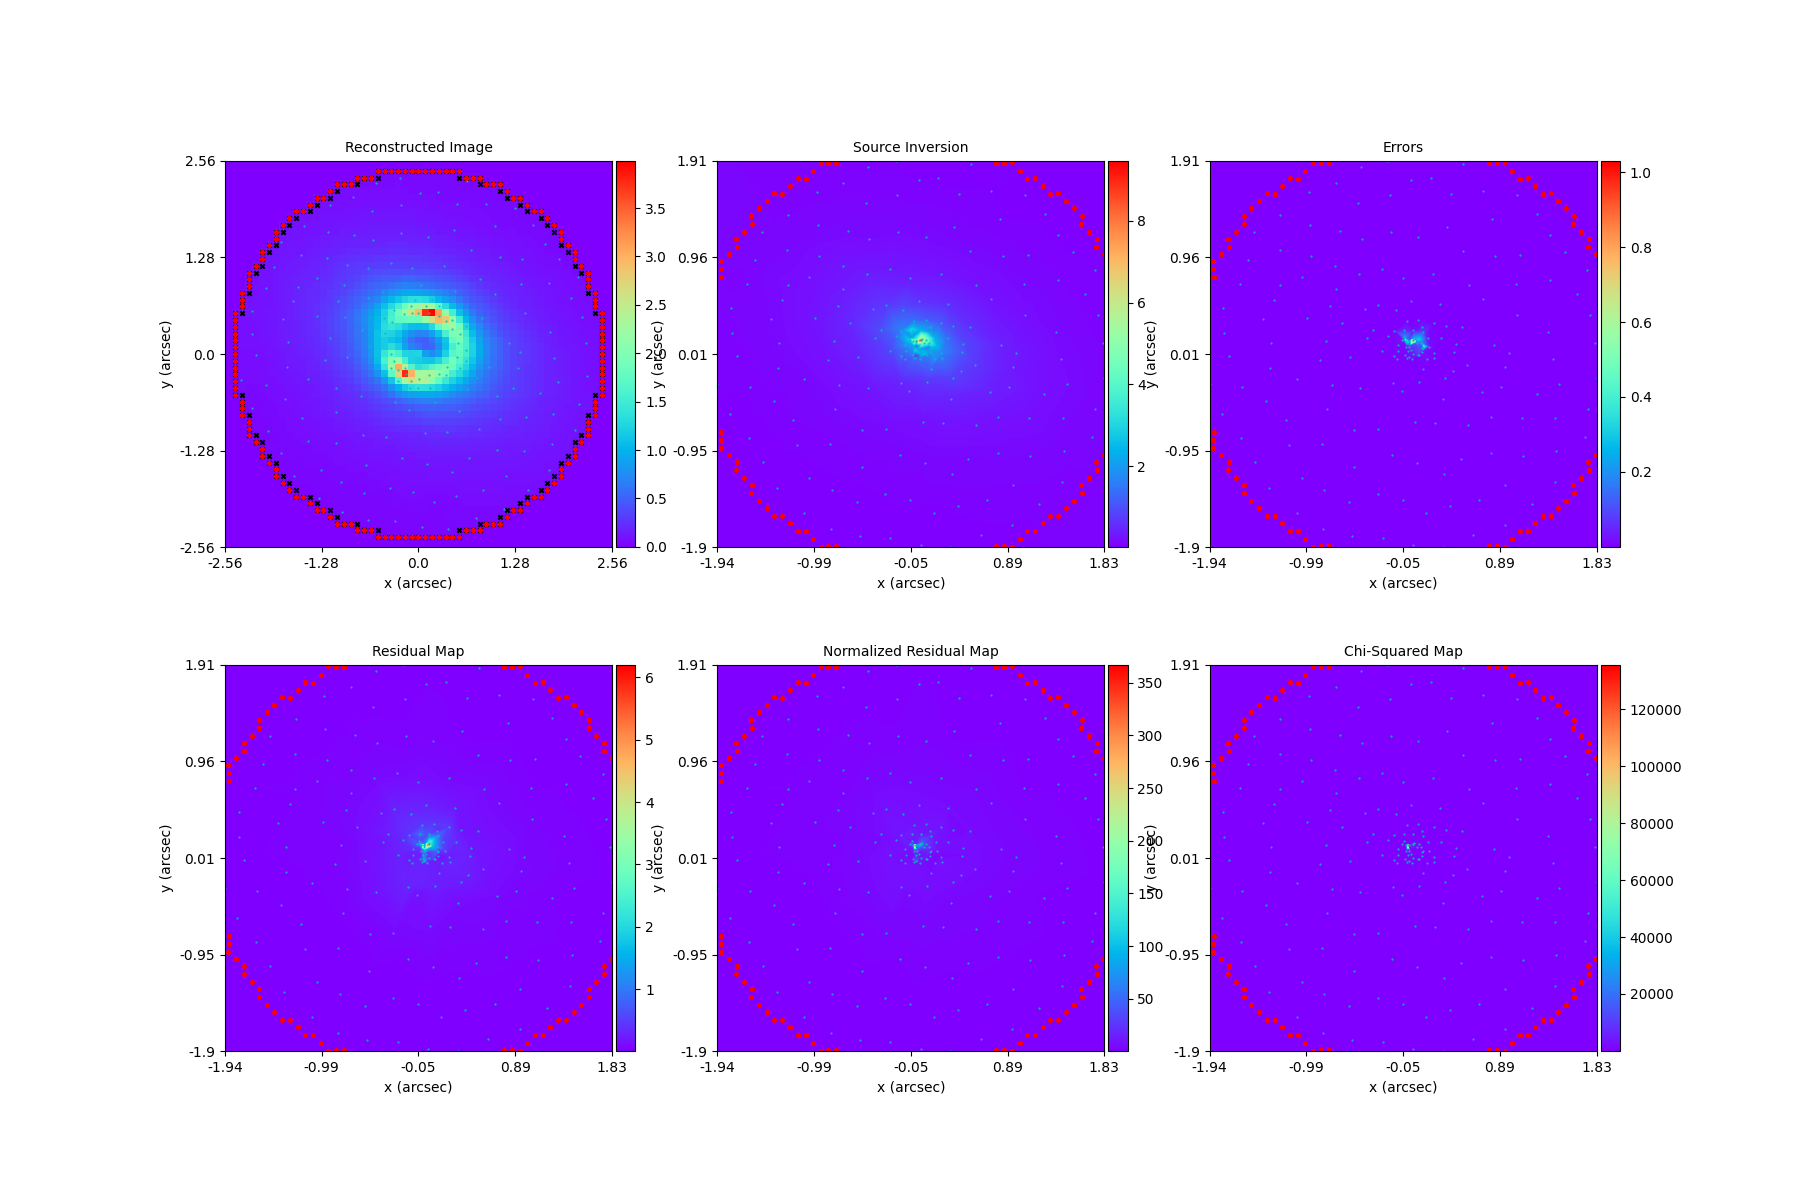 Reconstructed Image
2.56
1.28
0.0
-1.28
-2.56
y (arcsec)
-2.56 -1.28 0.0 1.28 2.56
x (arcsec)
3.5
3.0
2.5
2.0
1.5
1.0
0.5
0.0
Source Inversion
1.91
0.96
0.01
-0.95
-1.9
y (arcsec)
-1.94 -0.99 -0.05 0.89 1.83
x (arcsec)
8
6
4
2
Errors
1.91
0.96
0.01
-0.95
-1.9
y (arcsec)
-1.94 -0.99 -0.05 0.89 1.83
x (arcsec)
1.0
0.8
0.6
0.4
0.2
Residual Map
1.91
0.96
0.01
-0.95
-1.9
y (arcsec)
-1.94 -0.99 -0.05 0.89 1.83
x (arcsec)
6
5
4
3
2
1
Normalized Residual Map
1.91
0.96
0.01
-0.95
-1.9
y (arcsec)
-1.94 -0.99 -0.05 0.89 1.83
x (arcsec)
350
300
250
200
150
100
50
Chi-Squared Map
1.91
0.96
0.01
-0.95
-1.9
y (arcsec)
-1.94 -0.99 -0.05 0.89 1.83
x (arcsec)
120000
100000
80000
60000
40000
20000